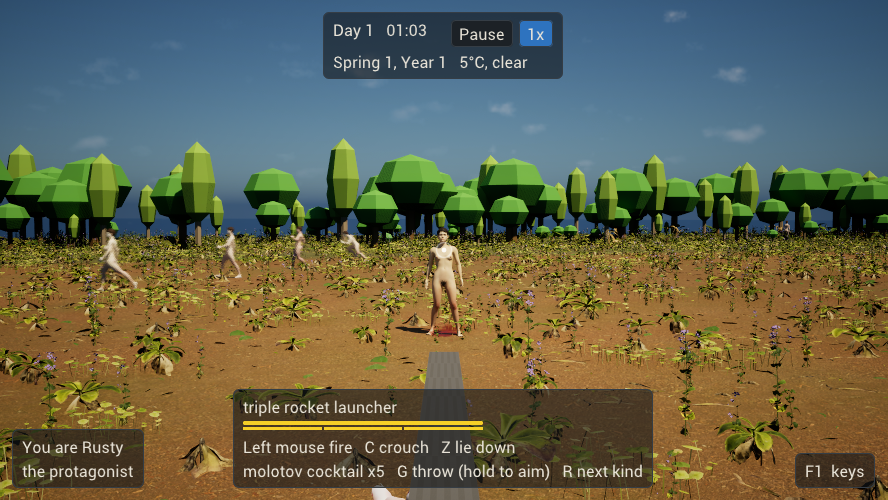 Day 1 01:03 Pause 1x
Spring 1, Year 1 5°C, clear
triple rocket launcher
Left mouse fire C crouch Z lie down
molotov cocktail x5 G throw (hold to aim) R next kind
You are Rusty
the protagonist
F1 keys